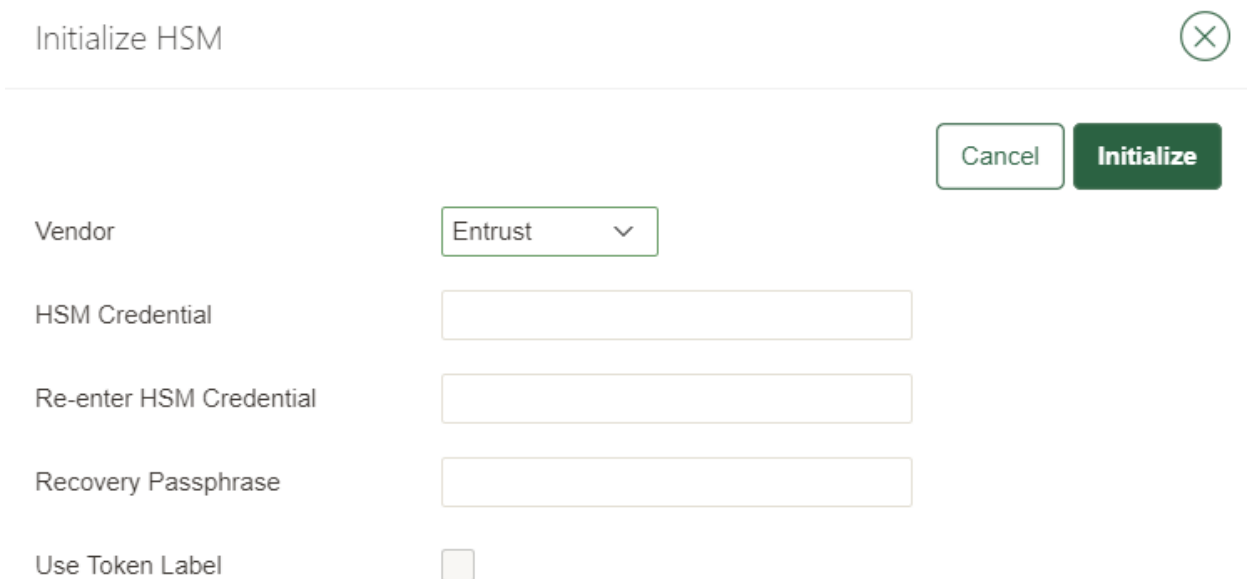 Initialize HSM
Cancel Initialize
Vendor Entrust
HSM Credential
Re-enter HSM Credential
Recovery Passphrase
Use Token Label